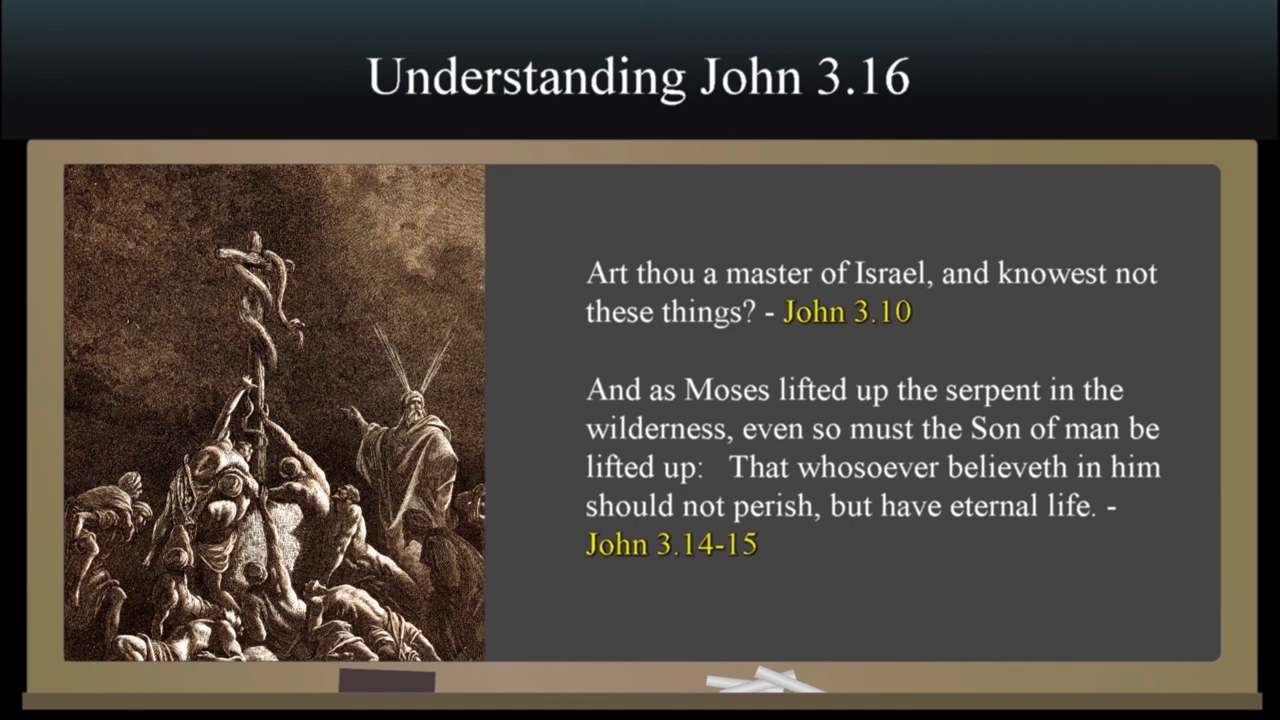 Understanding John 3.16
Art thou a master of Israel, and knowest not
these things? - John 3.10
And as Moses lifted up the serpent in the
wilderness, even so must the Son of man be
lifted up:   That whosoever believeth in him
should not perish, but have eternal life. -
John 3.14-15